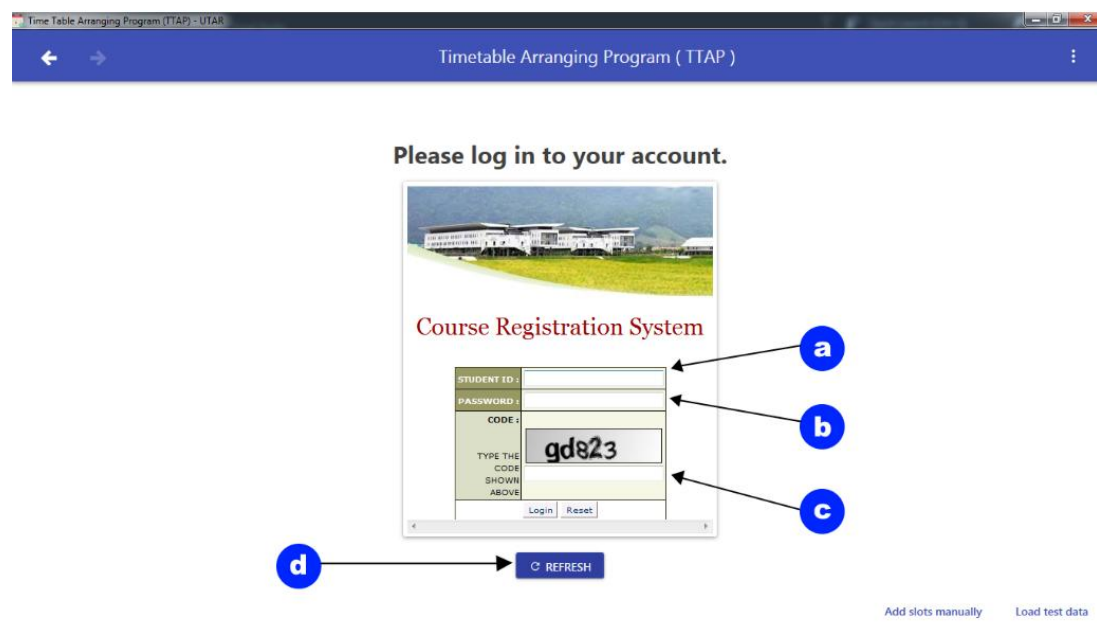 Time Table Arranging Program (TTAP) - UTAR
Timetable Arranging Program ( TTAP )
Please log in to your account.
Course Registration System
a
STUDENT ID :
PASSWORD :
b
CODE :
gd823
TYPE THE
CODE
SHOWN
ABOVE
c
Login Reset
d
REFRESH
Add slots manually Load test data